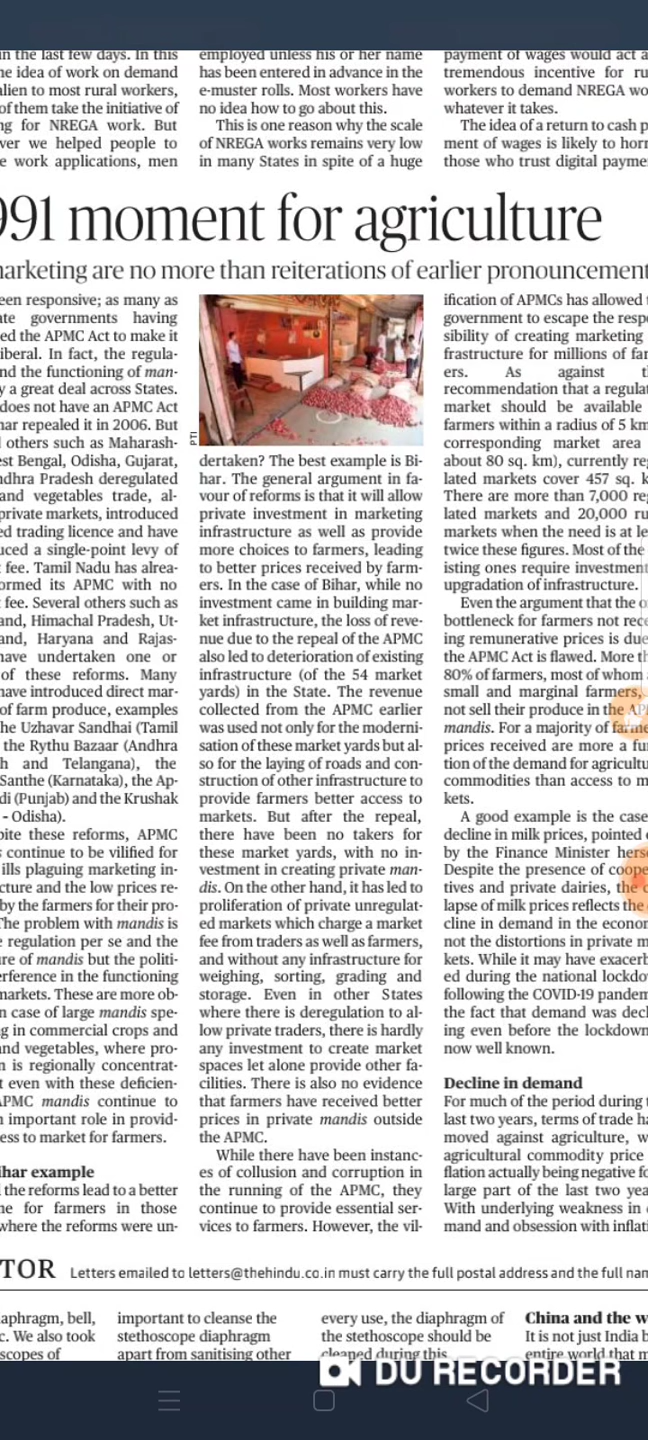 in the last few days. In this
ne idea of work on demand
alien to most rural workers,
of them take the initiative of
ng for NREGA work. But
ver we helped people to
e work applications, men
employed unless his or her name
has been entered in advance in the
e-muster rolls. Most workers have
no idea how to go about this.
This is one reason why the scale
of NREGA works remains very low
in many States in spite of a huge
payment of wages would act a
tremendous incentive for ru
workers to demand NREGA wo
whatever it takes.
The idea of a return to cash p
ment of wages is likely to horr
those who trust digital payme
991 moment for agriculture
marketing are no more than reiterations of earlier pronouncement
een responsive; as many as
ate governments having
ed the APMC Act to make it
iberal. In fact, the regula-
nd the functioning of man-
y a great deal across States.
does not have an APMC Act
har repealed it in 2006. But
l others such as Maharash-
est Bengal, Odisha, Gujarat,
ndhra Pradesh deregulated
and vegetables trade, al-
private markets, introduced
ed trading licence and have
uced a single-point levy of
t fee. Tamil Nadu has alrea-
ormed its APMC with no
t fee. Several others such as
and, Himachal Pradesh, Ut-
and, Haryana and Rajas-
have undertaken one or
of these reforms. Many
have introduced direct mar-
of farm produce, examples
he Uzhavar Sandhai (Tamil
the Rythu Bazaar (Andhra
h and Telangana), the
Santhe (Karnataka), the Ap-
di (Punjab) and the Krushak
- Odisha).
pite these reforms, APMC
s continue to be vilified for
ills plaguing marketing in-
cture and the low prices re-
by the farmers for their pro-
The problem with mandis is
e regulation per se and the
ure of mandis but the politi-
erference in the functioning
markets. These are more ob-
n case of large mandis spe-
g in commercial crops and
and vegetables, where pro-
n is regionally concentrat-
t even with these deficien-
APMC mandis continue to
n important role in provid-
ess to market for farmers.
ihar example
l the reforms lead to a better
me for farmers in those
where the reforms were un-
PTI
dertaken? The best example is Bi-
har. The general argument in fa-
vour of reforms is that it will allow
private investment in marketing
infrastructure as well as provide
more choices to farmers, leading
to better prices received by farm-
ers. In the case of Bihar, while no
investment came in building mar-
ket infrastructure, the loss of reve-
nue due to the repeal of the APMC
also led to deterioration of existing
infrastructure (of the 54 market
yards) in the State. The revenue
collected from the APMC earlier
was used not only for the moderni-
sation of these market yards but al-
so for the laying of roads and con-
struction of other infrastructure to
provide farmers better access to
markets. But after the repeal,
there have been no takers for
these market yards, with no in-
vestment in creating private man-
dis. On the other hand, it has led to
proliferation of private unregulat-
ed markets which charge a market
fee from traders as well as farmers,
and without any infrastructure for
weighing, sorting, grading and
storage. Even in other States
where there is deregulation to al-
low private traders, there is hardly
any investment to create market
spaces let alone provide other fa-
cilities. There is also no evidence
that farmers have received better
prices in private mandis outside
the APMC.
While there have been instanc-
es of collusion and corruption in
the running of the APMC, they
continue to provide essential ser-
vices to farmers. However, the vil-
ification of APMCs has allowed t
government to escape the respo
sibility of creating marketing
frastructure for millions of far
ers. As against th
recommendation that a regulat
market should be available
farmers within a radius of 5 km
corresponding market area
about 80 sq. km), currently reg
lated markets cover 457 sq. k
There are more than 7,000 reg
lated markets and 20,000 ru
markets when the need is at le
twice these figures. Most of the
isting ones require investment
upgradation of infrastructure.
Even the argument that the o
bottleneck for farmers not rece
ing remunerative prices is due
the APMC Act is flawed. More th
80% of farmers, most of whom a
small and marginal farmers,
not sell their produce in the AP
mandis. For a majority of farme
prices received are more a fun
tion of the demand for agricultu
commodities than access to m
kets.
A good example is the case
decline in milk prices, pointed o
by the Finance Minister herse
Despite the presence of coope
tives and private dairies, the c
lapse of milk prices reflects the
cline in demand in the econom
not the distortions in private m
kets. While it may have exacerb
ed during the national lockdow
following the COVID-19 pandem
the fact that demand was decl
ing even before the lockdown
now well known.
Decline in demand
For much of the period during t
last two years, terms of trade ha
moved against agriculture, w
agricultural commodity price
flation actually being negative fo
large part of the last two yea
With underlying weakness in d
mand and obsession with inflati
TOR Letters emailed to letters@thehindu.co.in must carry the full postal address and the full nam
iaphragm, bell,
c. We also took
scopes of
important to cleanse the
stethoscope diaphragm
apart from sanitising other
every use, the diaphragm of
the stethoscope should be
cleaned during this
China and the w
It is not just India b
entire world that m
DU RECORDER